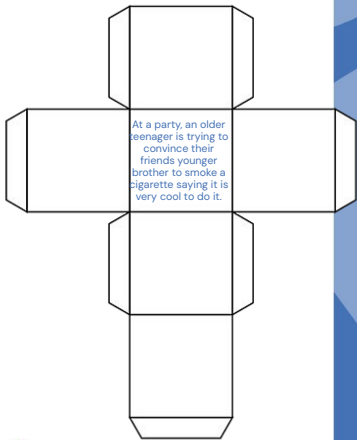 At a party, an older
teenager is trying to
convince their
friends younger
brother to smoke a
cigarette saying it is
very cool to do it.